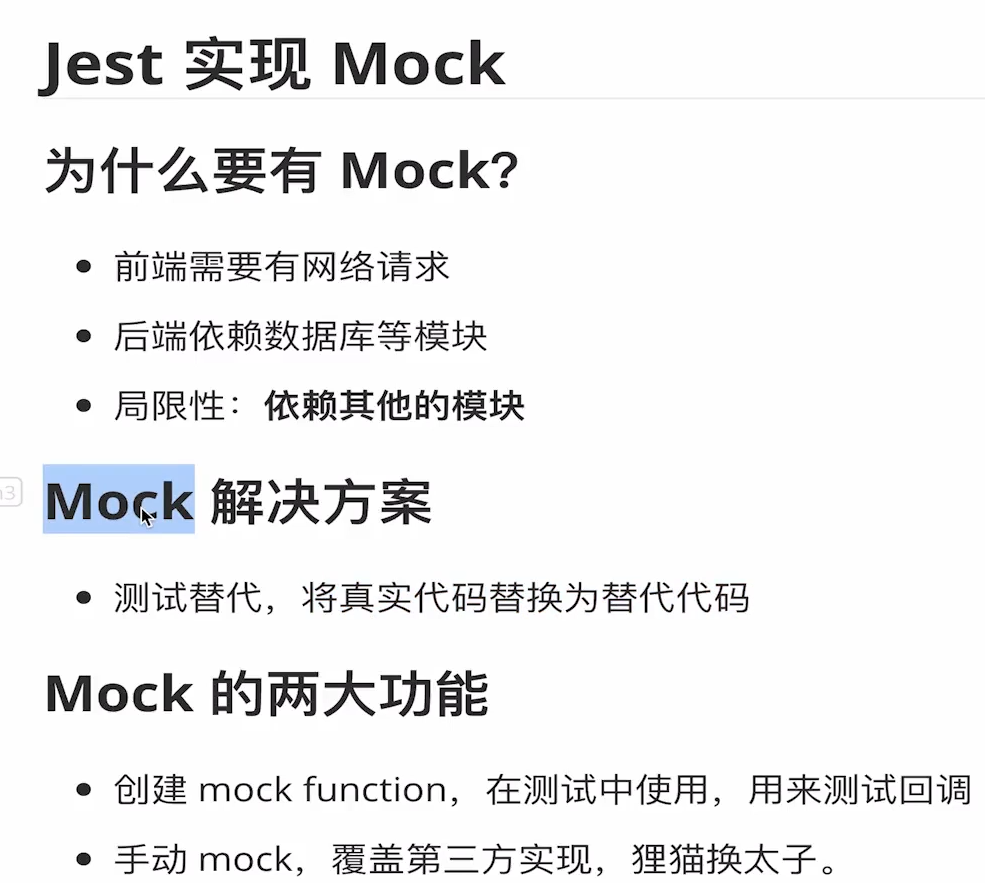 Jest 实现 Mock
为什么要有 Mock？
前端需要有网络请求
后端依赖数据库等模块
局限性：依赖其他的模块
Mock 解决方案
测试替代，将真实代码替换为替代代码
Mock 的两大功能
创建 mock function，在测试中使用，用来测试回调
手动 mock，覆盖第三方实现，狸猫换太子。